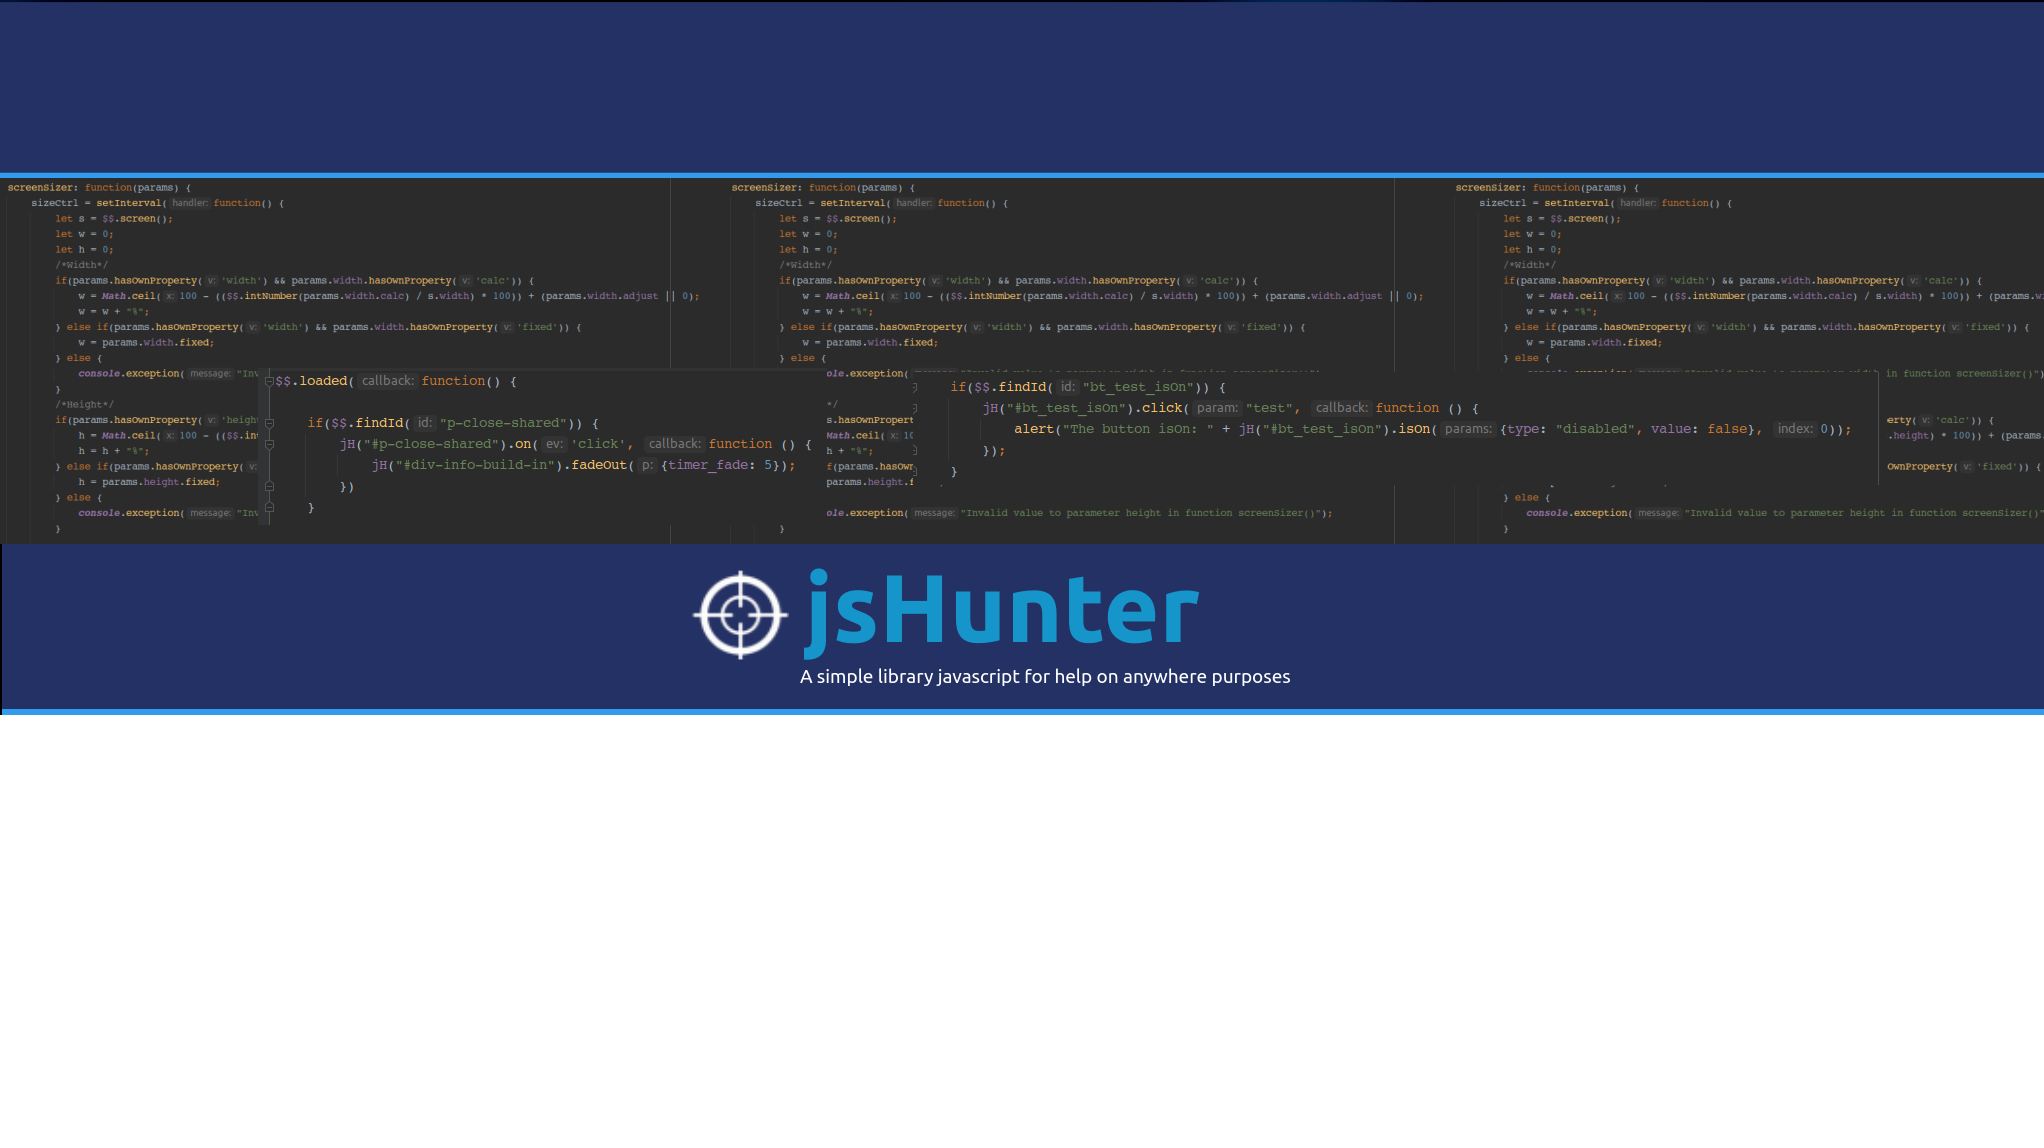 screenSizer: function(params) {
sizeCtrl = setInterval( handler: function() {
let s = $$.screen();
let w = 0;
let h = 0;
/*Width*/
if(params.hasOwnProperty( v: 'width') && params.width.hasOwnProperty( v: 'calc')) {
w = Math.ceil( x: 100 - (($$.intNumber(params.width.calc) / s.width) * 100)) + (params.width.adjust || 0);
w = w + "%";
} else if(params.hasOwnProperty( v: 'width') && params.width.hasOwnProperty( v: 'fixed')) {
w = params.width.fixed;
} else {
console.exception( message: "Inv
}
/*Height*/
if(params.hasOwnProperty( v: 'heigh
h = Math.ceil( x: 100 - (($$.in
h = h + "%";
} else if(params.hasOwnProperty( v:
h = params.height.fixed;
} else {
console.exception( message: "Inv
}
$$.loaded( callback: function() {
if($$.findId( id: "p-close-shared")) {
jH("#p-close-shared").on( ev: 'click', callback: function () {
jH("#div-info-build-in").fadeOut( p: {timer_fade: 5});
})
}
screenSizer: function(params) {
sizeCtrl = setInterval( handler: function() {
let s = $$.screen();
let w = 0;
let h = 0;
/*Width*/
if(params.hasOwnProperty( v: 'width') && params.width.hasOwnProperty( v: 'calc')) {
w = Math.ceil( x: 100 - (($$.intNumber(params.width.calc) / s.width) * 100)) + (params.width.adjust || 0);
w = w + "%";
} else if(params.hasOwnProperty( v: 'width') && params.width.hasOwnProperty( v: 'fixed')) {
w = params.width.fixed;
} else {
ole.exception(
*/
s.hasOwnPropert
Math.ceil( x: 10
h + "%";
f(params.hasOwn
params.height.f
ole.exception( message: "Invalid value to parameter height in function screenSizer()");
}
if($$.findId( id: "bt_test_isOn")) {
jH("#bt_test_isOn").click( param: "test", callback: function () {
alert("The button isOn: " + jH("#bt_test_isOn").isOn( params: {type: "disabled", value: false}, index: 0));
});
}
screenSizer: function(params) {
sizeCtrl = setInterval( handler: function() {
let s = $$.screen();
let w = 0;
let h = 0;
/*Width*/
if(params.hasOwnProperty( v: 'width') && params.width.hasOwnProperty( v: 'calc')) {
w = Math.ceil( x: 100 - (($$.intNumber(params.width.calc) / s.width) * 100)) + (params.w
w = w + "%";
} else if(params.hasOwnProperty( v: 'width') && params.width.hasOwnProperty( v: 'fixed')) {
w = params.width.fixed;
} else {
in function screenSizer()")
erty( v: 'calc')) {
.height) * 100)) + (params.
OwnProperty( v: 'fixed')) {
} else {
console.exception( message: "Invalid value to parameter height in function screenSizer()"
}
jsHunter
A simple library javascript for help on anywhere purposes